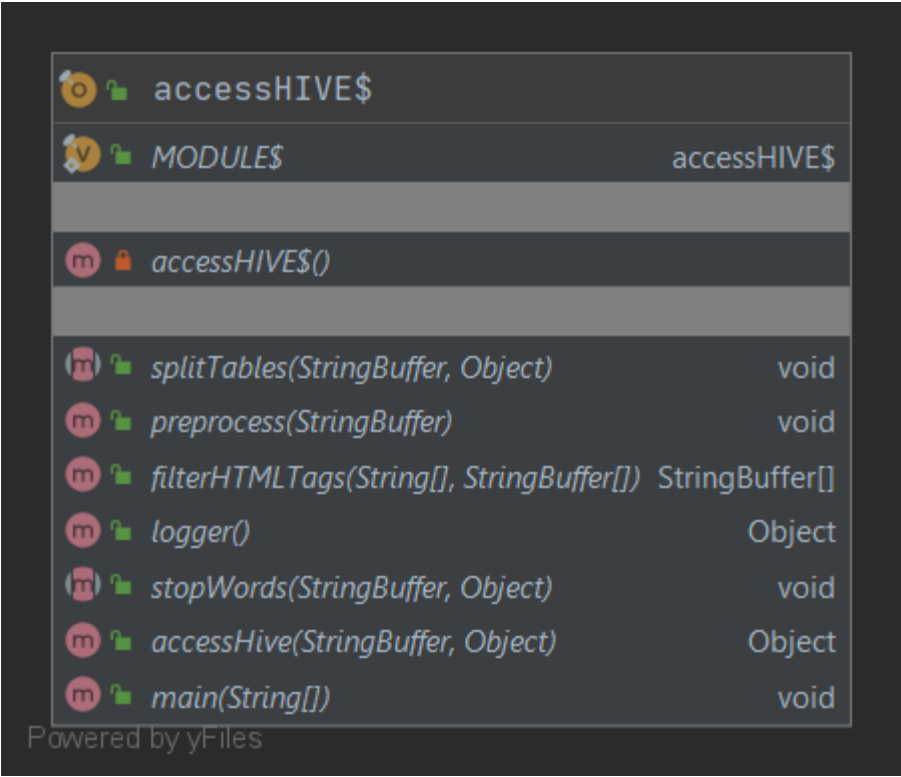 accessHIVE$
MODULE$ accessHIVE$
accessHIVE$()
splitTables(StringBuffer, Object) void
preprocess(StringBuffer) void
filterHTMLTags(String[], StringBuffer[]) StringBuffer[]
logger() Object
stopWords(StringBuffer, Object) void
accessHive(StringBuffer, Object) Object
main(String[]) void
Powered by yFiles